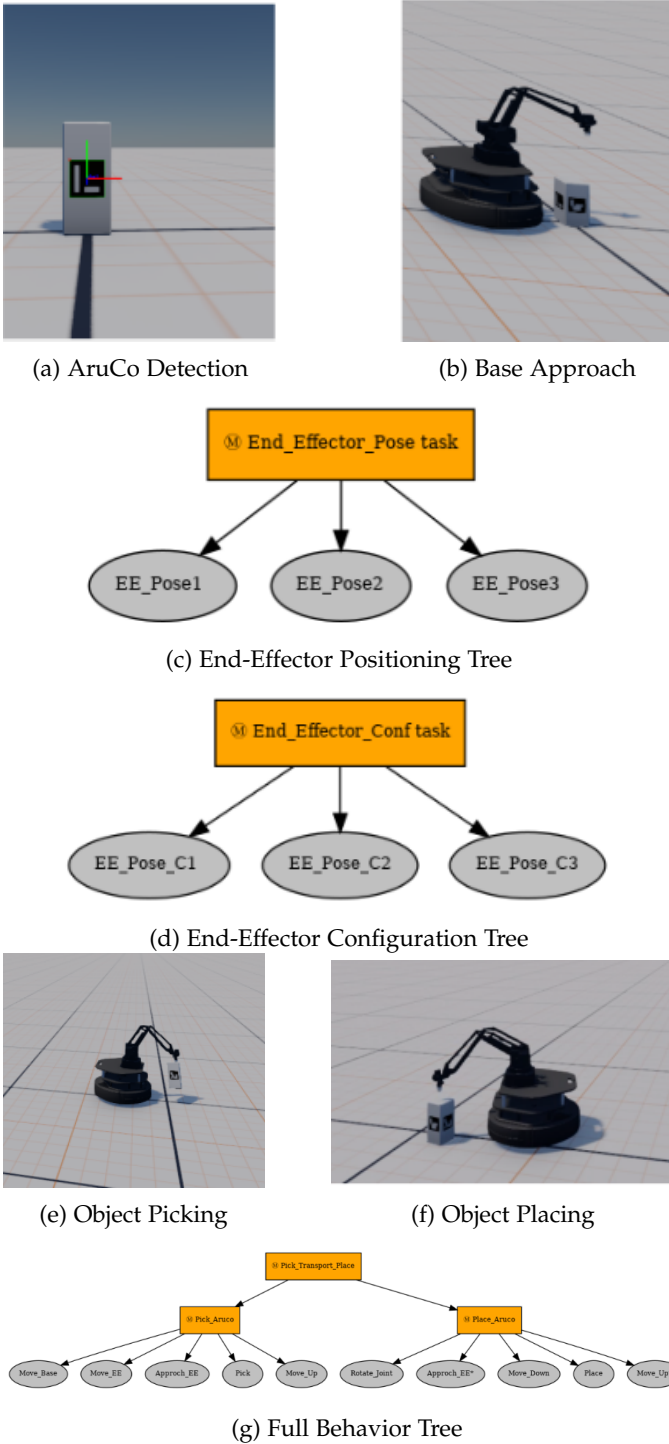 (a) AruCo Detection
(b) Base Approach
Ⓜ End_Effector_Pose task
EE_Pose1 EE_Pose2 EE_Pose3
(c) End-Effector Positioning Tree
Ⓜ End_Effector_Conf task
EE_Pose_C1 EE_Pose_C2 EE_Pose_C3
(d) End-Effector Configuration Tree
(e) Object Picking
(f) Object Placing
Ⓜ Pick_Transport_Place
Ⓜ Pick_Aruco Ⓜ Place_Aruco
Move_Base Move_EE Approch_EE Pick Move_Up Rotate_Joint Approch_EE* Move_Down Place Move_Up
(g) Full Behavior Tree